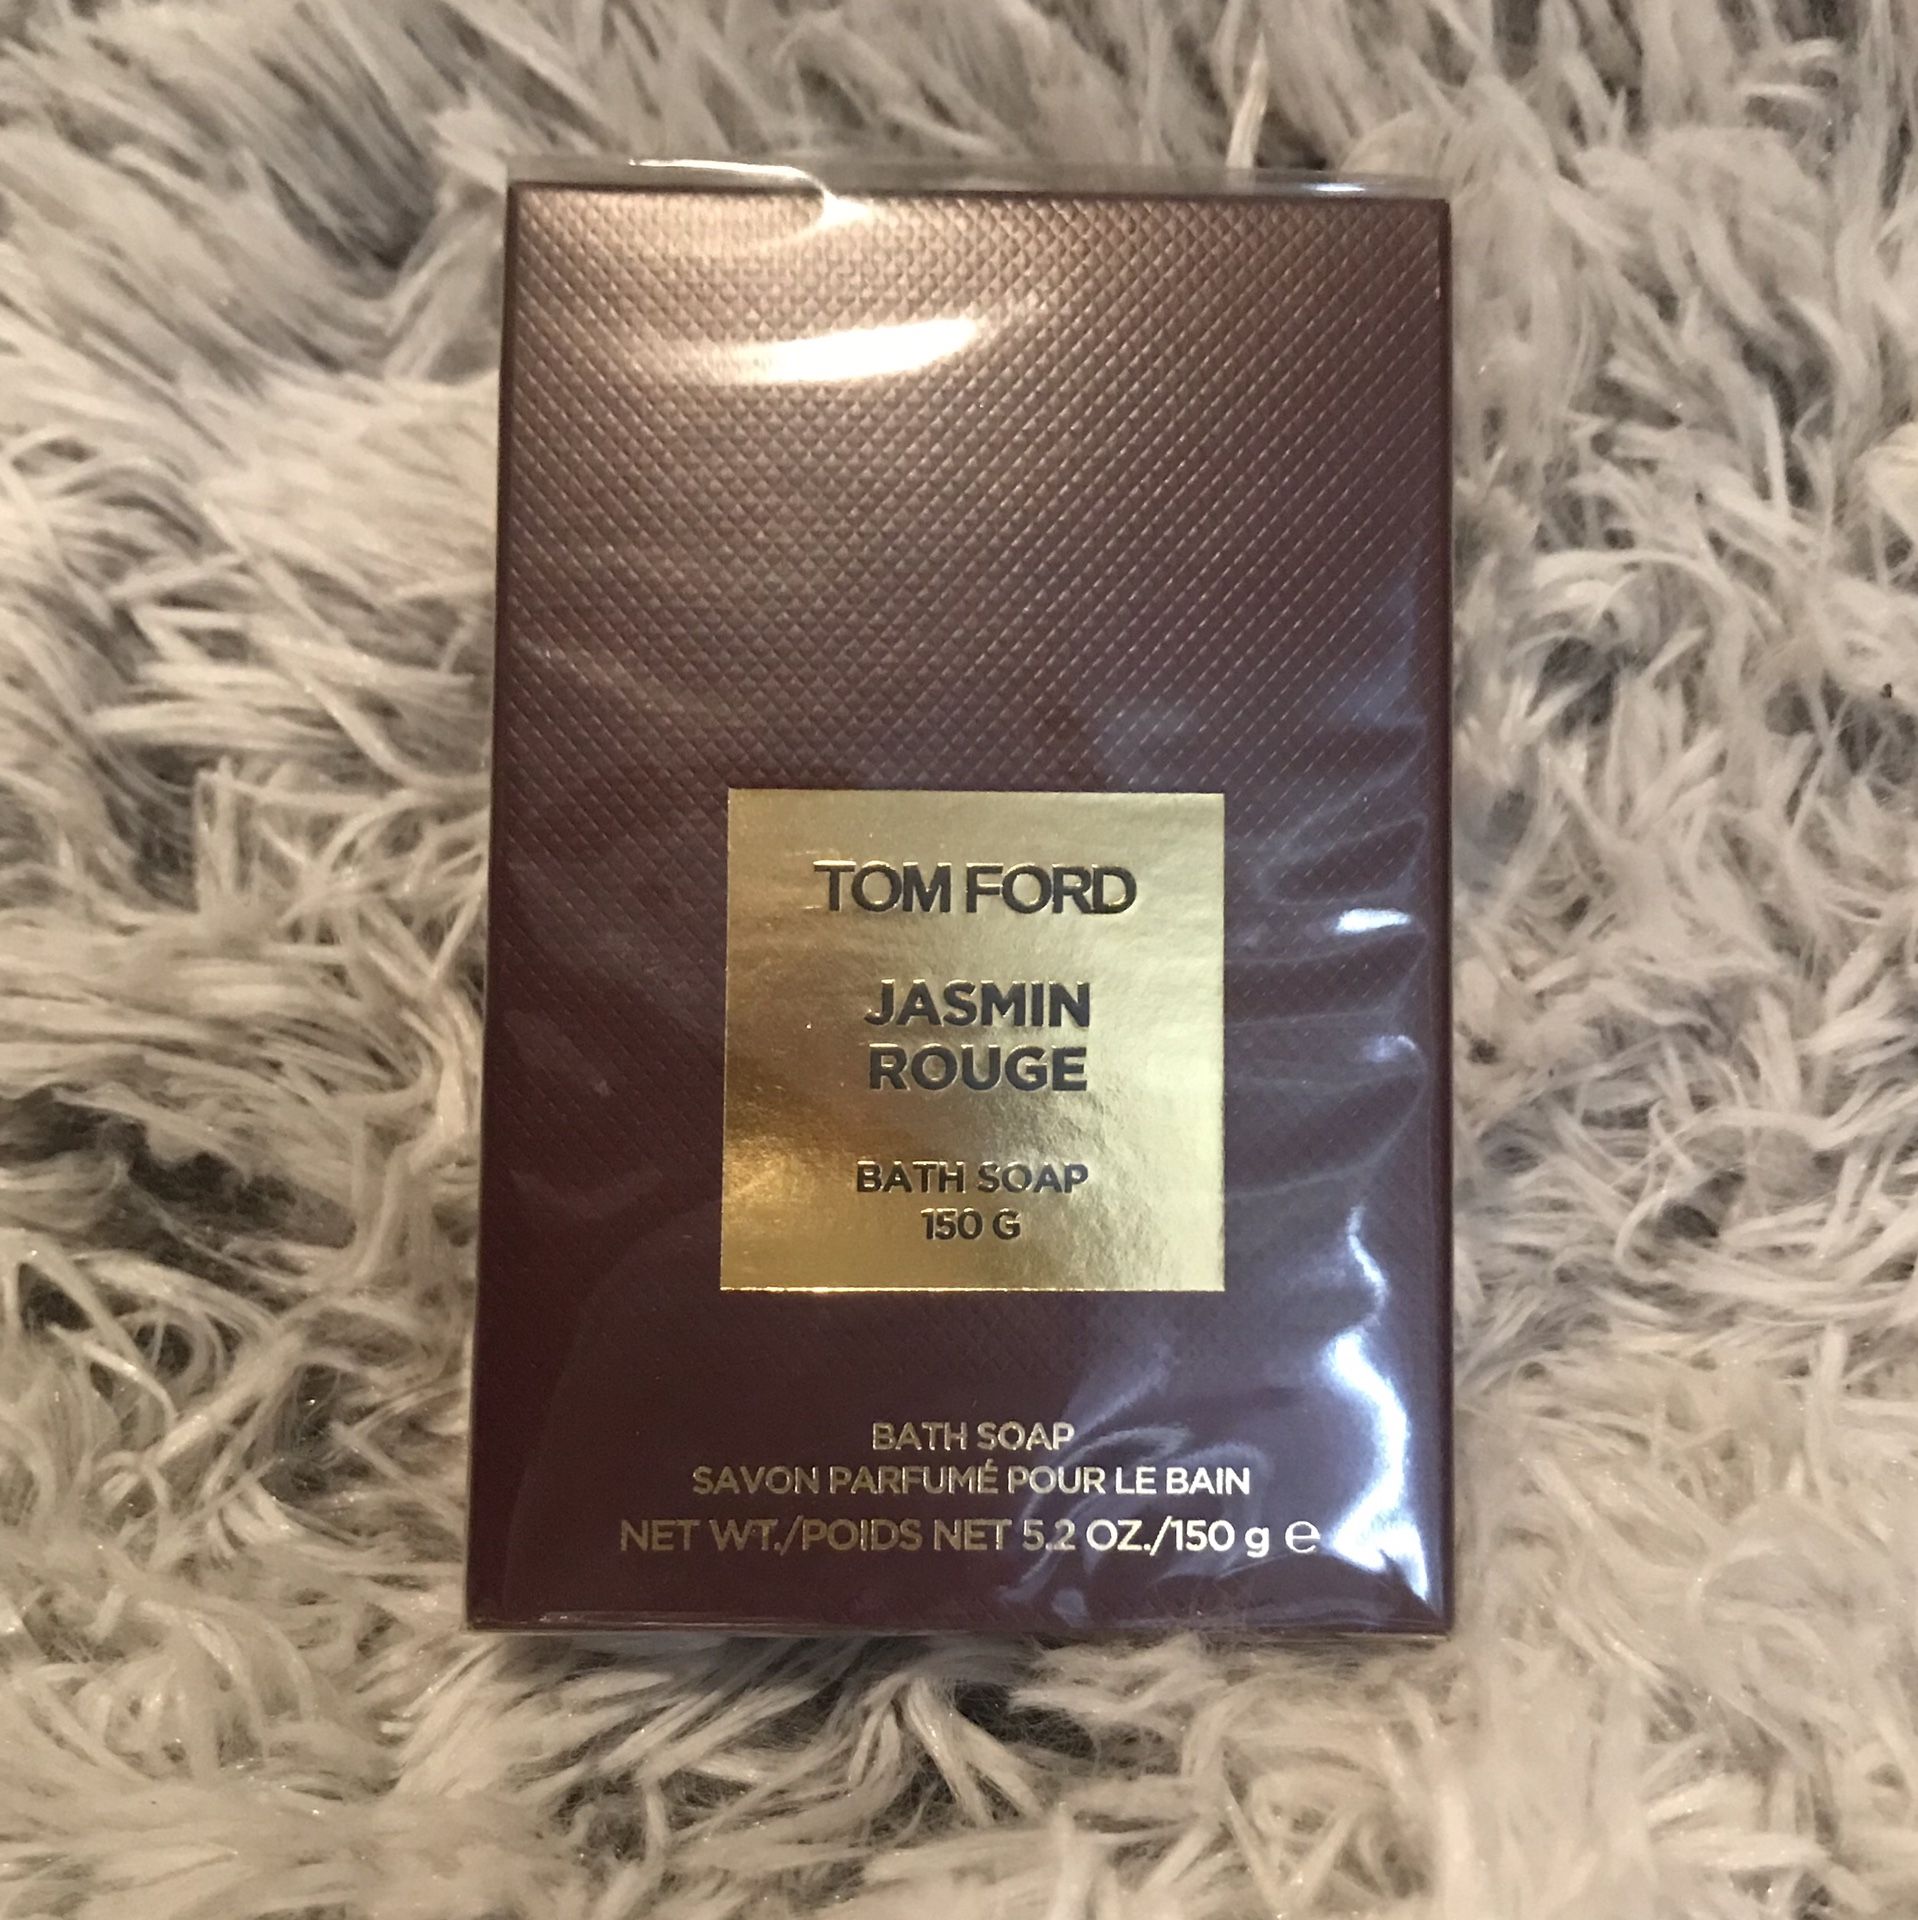 TOM FORD
JASMIN
ROUGE
BATH SOAP
150 G
BATH SOAP
SAVON PARFUMÉ POUR LE BAIN
NET WT./POIDS NET 5.2 OZ./150 g e